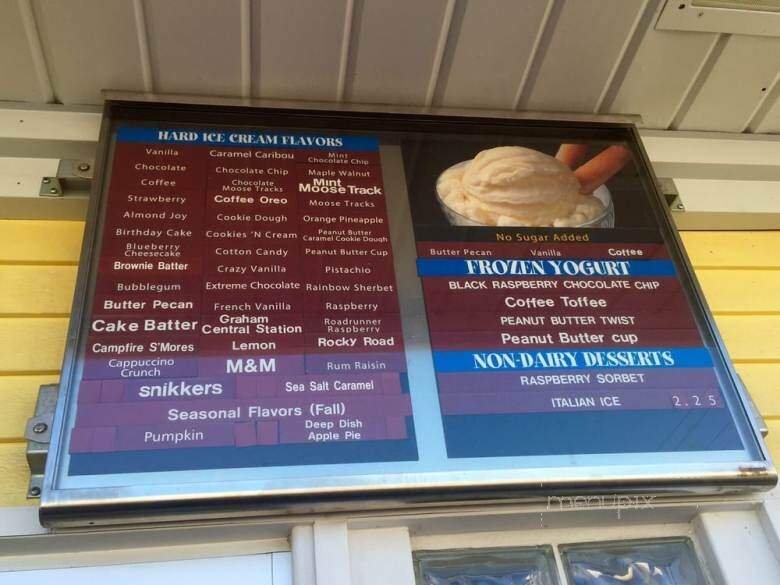 HARD ICE CREAM FLAVORS
Vanilla
Chocolate
Coffee
Strawberry
Almond Joy
Birthday Cake
Blueberry
Cheesecake
Brownie Batter
Bubblegum
Butter Pecan
Cake Batter
Campfire S'Mores
Cappuccino
Crunch
Caramel Caribou
Chocolate Chip
Chocolate
Moose Tracks
Coffee Oreo
Cookie Dough
Cookies 'N Cream
Cotton Candy
Crazy Vanilla
Extreme Chocolate
French Vanilla
Graham
Central Station
Lemon
M&M
Mint
Chocolate Chip
Maple Walnut
Mint
Moose Track
Moose Tracks
Orange Pineapple
Peanut Butter
Caramel Cookie Dough
Peanut Butter Cup
Pistachio
Rainbow Sherbet
Raspberry
Roadrunner
Raspberry
Rocky Road
Rum Raisin
snikkers
Sea Salt Caramel
Seasonal Flavors (Fall)
Pumpkin
Deep Dish
Apple Pie
No Sugar Added
Butter Pecan Vanilla Coffee
FROZEN YOGURT
BLACK RASPBERRY CHOCOLATE CHIP
Coffee Toffee
PEANUT BUTTER TWIST
Peanut Butter cup
NON-DAIRY DESSERTS
RASPBERRY SORBET
ITALIAN ICE 2.25
menupix